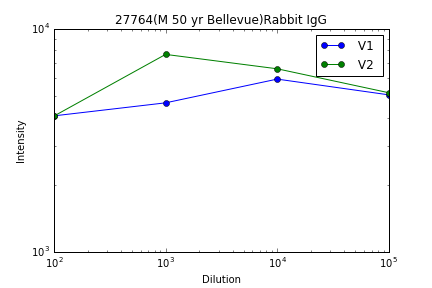 27764(M 50 yr Bellevue)Rabbit IgG
10^4
V1
V2
Intensity
10^3
10^2
10^3
10^4
10^5
Dilution